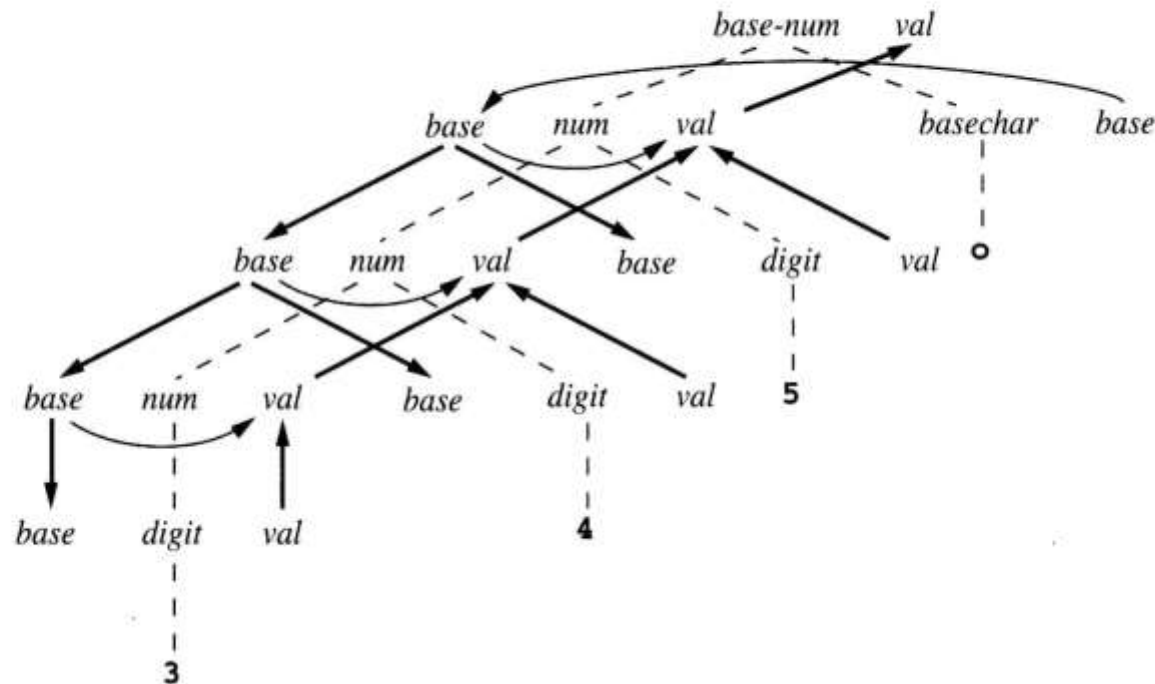 base-num val
base num val basechar base
base num val base digit val o
base num val base digit val 5
base digit val 4
3